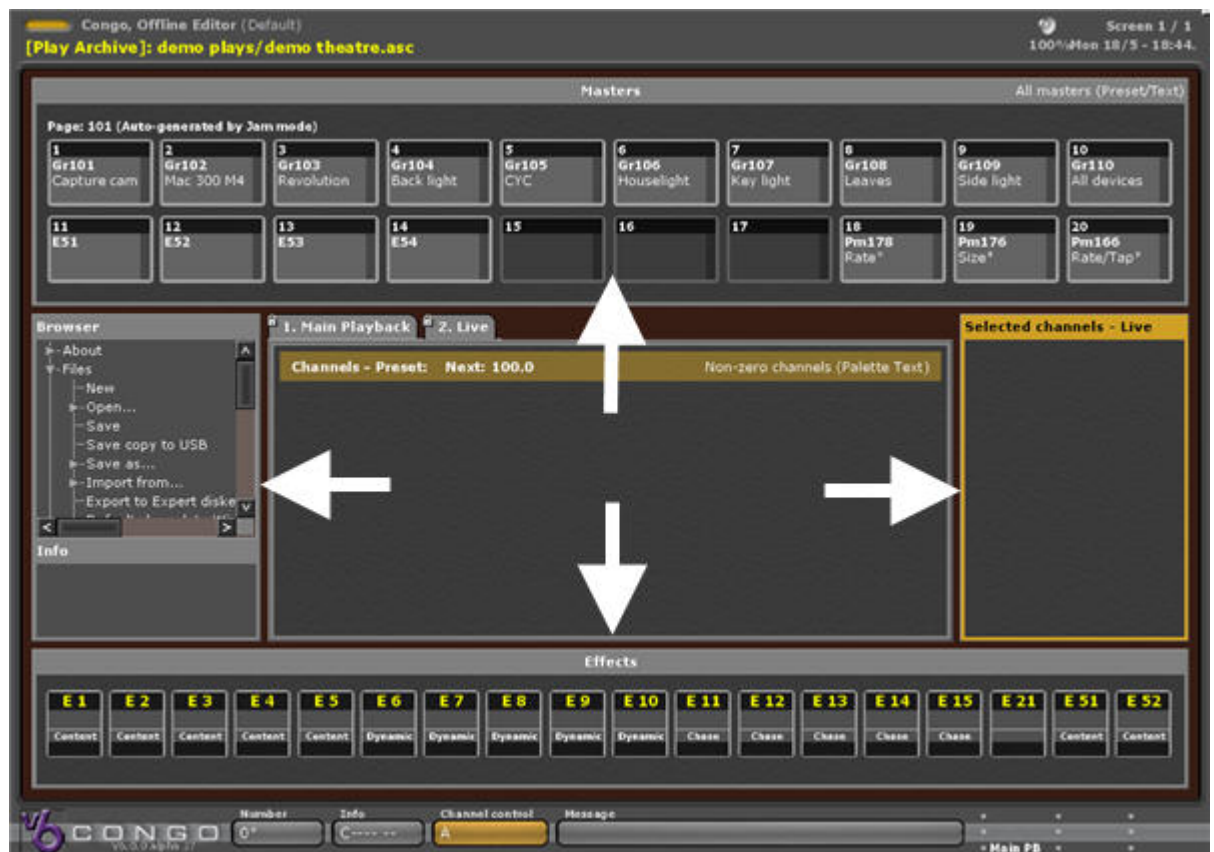 Congo, Offline Editor (Default)
Screen 1 / 1
[Play Archive]: demo plays/demo theatre.asc
100% Mon 18/5 - 18:44.
Masters
All masters (Preset/Text)
Page: 101 (Auto-generated by Jam mode)
1 2 3 4 5 6 7 8 9 10
Gr101 Gr102 Gr103 Gr104 Gr105 Gr106 Gr107 Gr108 Gr109 Gr110
Capture cam Mac 300 M4 Revolution Back light CYC Houselight Key light Leaves Side light All devices
11 12 13 14 15 16 17 18 19 20
E51 E52 E53 E54 Pm178 Pm176 Pm166
Rate* Size* Rate/Tap*
Browser
About
Files
New
Open...
Save
Save copy to USB
Save as...
Import from...
Export to Expert diske
Info
1. Main Playback 2. Live
Channels - Preset: Next: 100.0
Non-zero channels (Palette Text)
Selected channels - Live
Effects
E 1 E 2 E 3 E 4 E 5 E 6 E 7 E 8 E 9 E 10 E 11 E 12 E 13 E 14 E 15 E 21 E 51 E 52
Content Content Content Content Content Dynamic Dynamic Dynamic Dynamic Dynamic Chase Chase Chase Chase Chase Content Content
Number Info Channel control Message
V6 CONGO 0* C---- -- A
Main PB